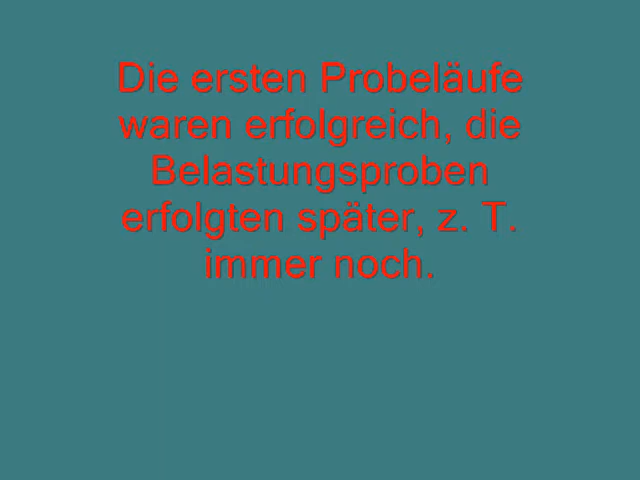 Die ersten Probeläufe
waren erfolgreich, die
Belastungsproben
erfolgten später, z. T.
immer noch.